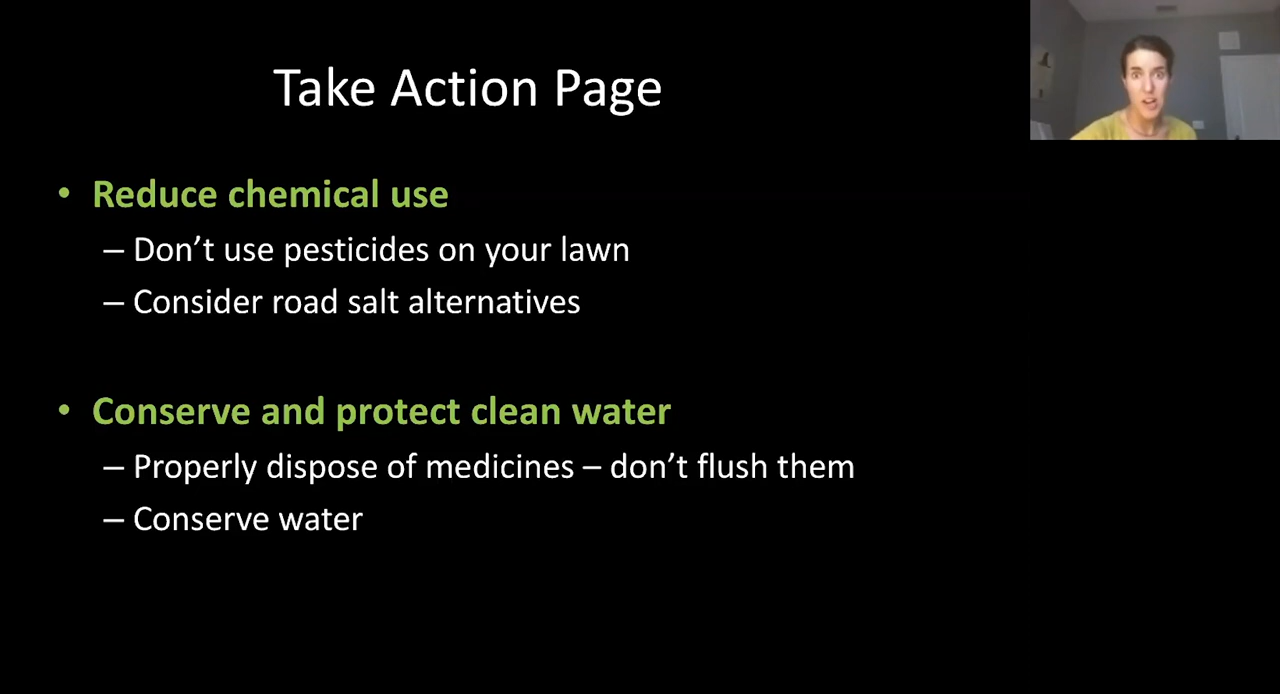 Take Action Page
• Reduce chemical use
– Don’t use pesticides on your lawn
– Consider road salt alternatives
• Conserve and protect clean water
– Properly dispose of medicines – don’t flush them
– Conserve water